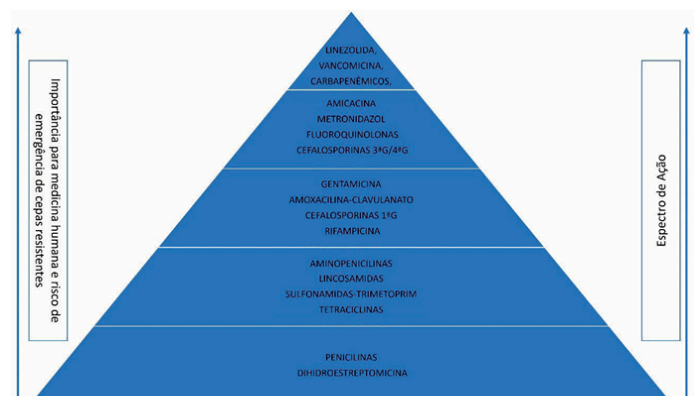 Importância para medicina humana e risco de
emergência de cepas resistentes
LINEZOLIDA,
VANCOMICINA,
CARBAPENÊMICOS,
AMICACINA
METRONIDAZOL
FLUOROQUINOLONAS
CEFALOSPORINAS 3ªG/4ªG
GENTAMICINA
AMOXACILINA-CLAVULANATO
CEFALOSPORINAS 1ªG
RIFAMPICINA
AMINOPENICILINAS
LINCOSAMIDAS
SULFONAMIDAS-TRIMETOPRIM
TETRACICLINAS
PENICILINAS
DIHIDROESTREPTOMICINA
Espectro de Ação